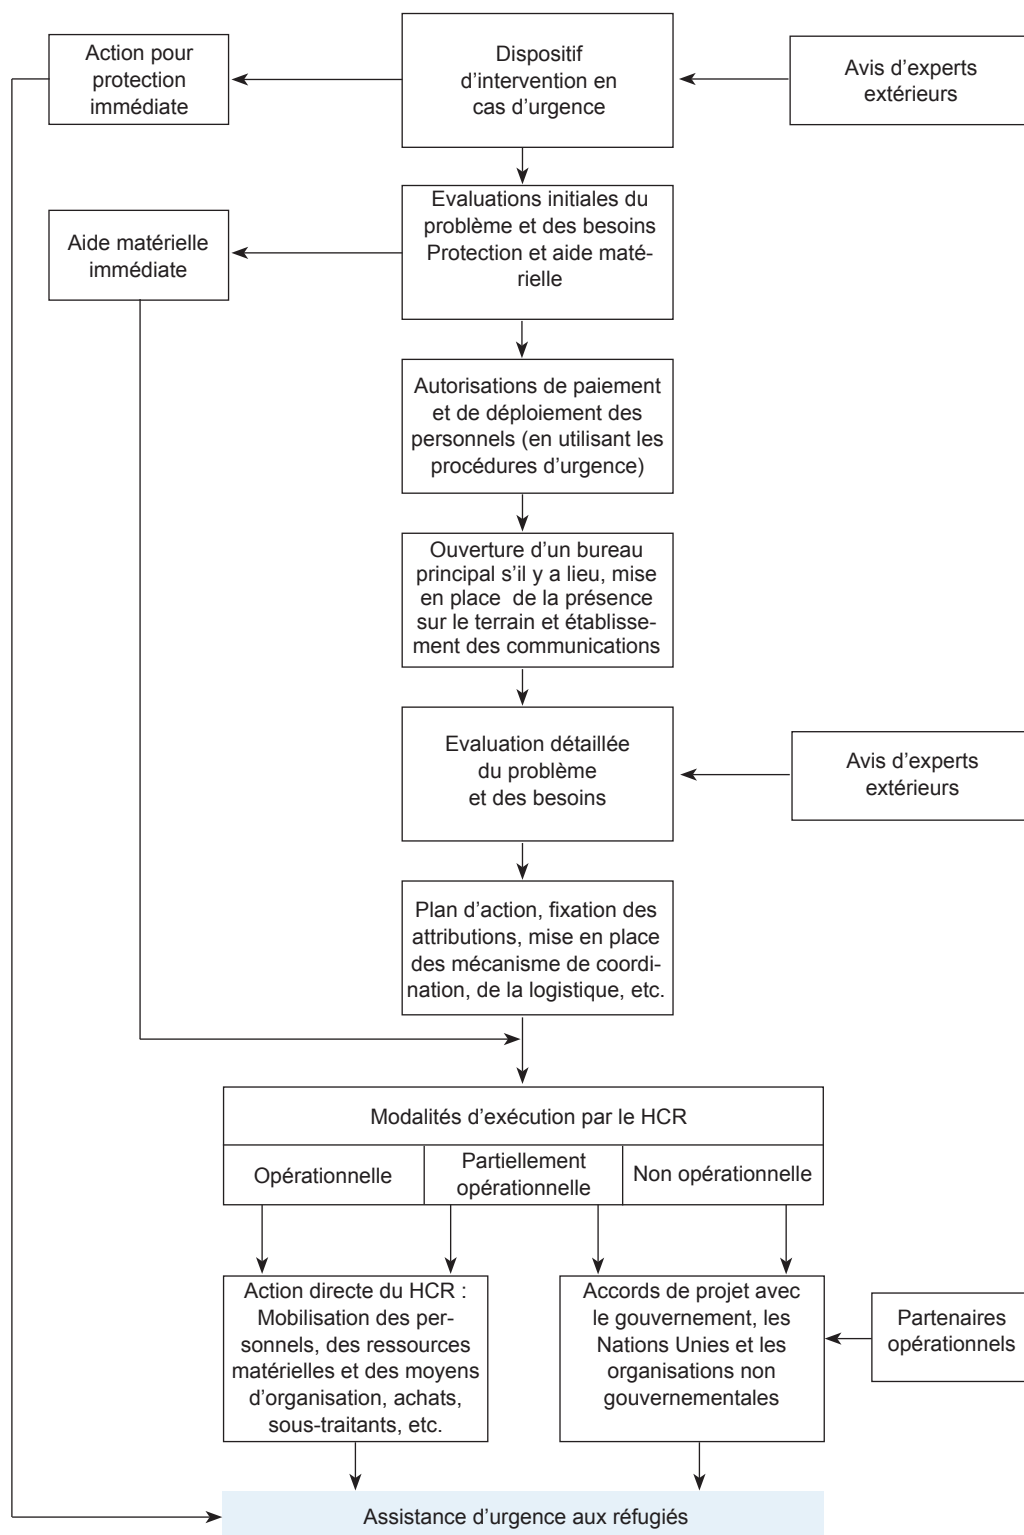 Action pour
protection
immédiate
Dispositif
d'intervention en
cas d'urgence
Avis d'experts
extérieurs
Evaluations initiales du
problème et des besoins
Protection et aide maté-
rielle
Aide matérielle
immédiate
Autorisations de paiement
et de déploiement des
personnels (en utilisant les
procédures d'urgence)
Ouverture d'un bureau
principal s'il y a lieu, mise
en place de la présence
sur le terrain et établisse-
ment des communications
Evaluation détaillée
du problème
et des besoins
Avis d'experts
extérieurs
Plan d'action, fixation des
attributions, mise en place
des mécanisme de coordi-
nation, de la logistique, etc.
Modalités d'exécution par le HCR
Opérationnelle
Partiellement
opérationnelle
Non opérationnelle
Action directe du HCR :
Mobilisation des per-
sonnels, des ressources
matérielles et des moyens
d'organisation, achats,
sous-traitants, etc.
Accords de projet avec
le gouvernement, les
Nations Unies et les
organisations non
gouvernementales
Partenaires
opérationnels
Assistance d'urgence aux réfugiés